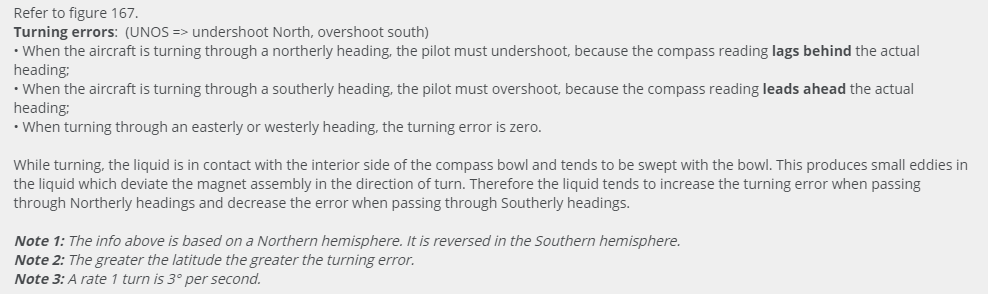 Refer to figure 167.
Turning errors:  (UNOS => undershoot North, overshoot south)
• When the aircraft is turning through a northerly heading, the pilot must undershoot, because the compass reading lags behind the actual
heading;
• When the aircraft is turning through a southerly heading, the pilot must overshoot, because the compass reading leads ahead the actual
heading;
• When turning through an easterly or westerly heading, the turning error is zero.
While turning, the liquid is in contact with the interior side of the compass bowl and tends to be swept with the bowl. This produces small eddies in
the liquid which deviate the magnet assembly in the direction of turn. Therefore the liquid tends to increase the turning error when passing
through Northerly headings and decrease the error when passing through Southerly headings.
Note 1: The info above is based on a Northern hemisphere. It is reversed in the Southern hemisphere.
Note 2: The greater the latitude the greater the turning error.
Note 3: A rate 1 turn is 3° per second.